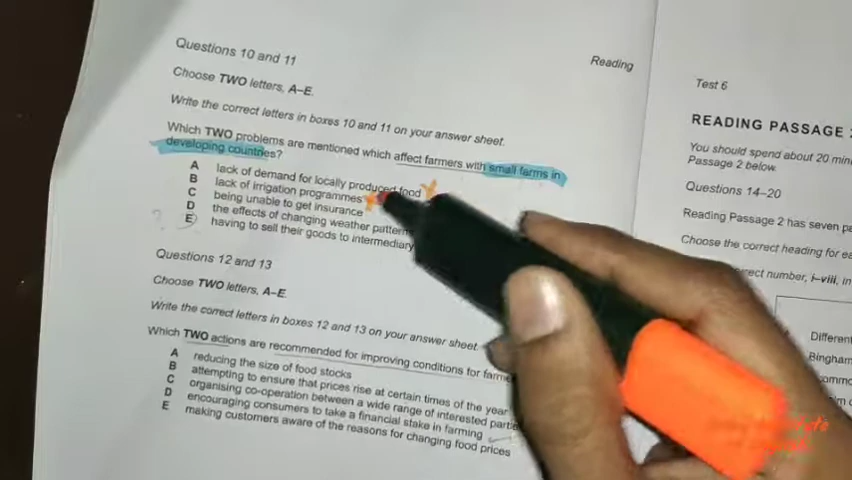 Questions 10 and 11
Reading
Choose TWO letters, A–E.
Write the correct letters in boxes 10 and 11 on your answer sheet.
Which TWO problems are mentioned which affect farmers with small farms in
developing countries?
A lack of demand for locally produced food
B lack of irrigation programmes
C being unable to get insurance
D the effects of changing weather patterns
E having to sell their goods to intermediary
Questions 12 and 13
Choose TWO letters, A–E.
Write the correct letters in boxes 12 and 13 on your answer sheet.
Which TWO actions are recommended for improving conditions for farme
A reducing the size of food stocks
B attempting to ensure that prices rise at certain times of the year
C organising co-operation between a wide range of interested partie
D encouraging consumers to take a financial stake in farming
E making customers aware of the reasons for changing food prices
Test 6
READING PASSAGE 2
You should spend about 20 min
Passage 2 below.
Questions 14–20
Reading Passage 2 has seven pa
Choose the correct heading for ea
rect number, i–viii, in
Different
Bingham